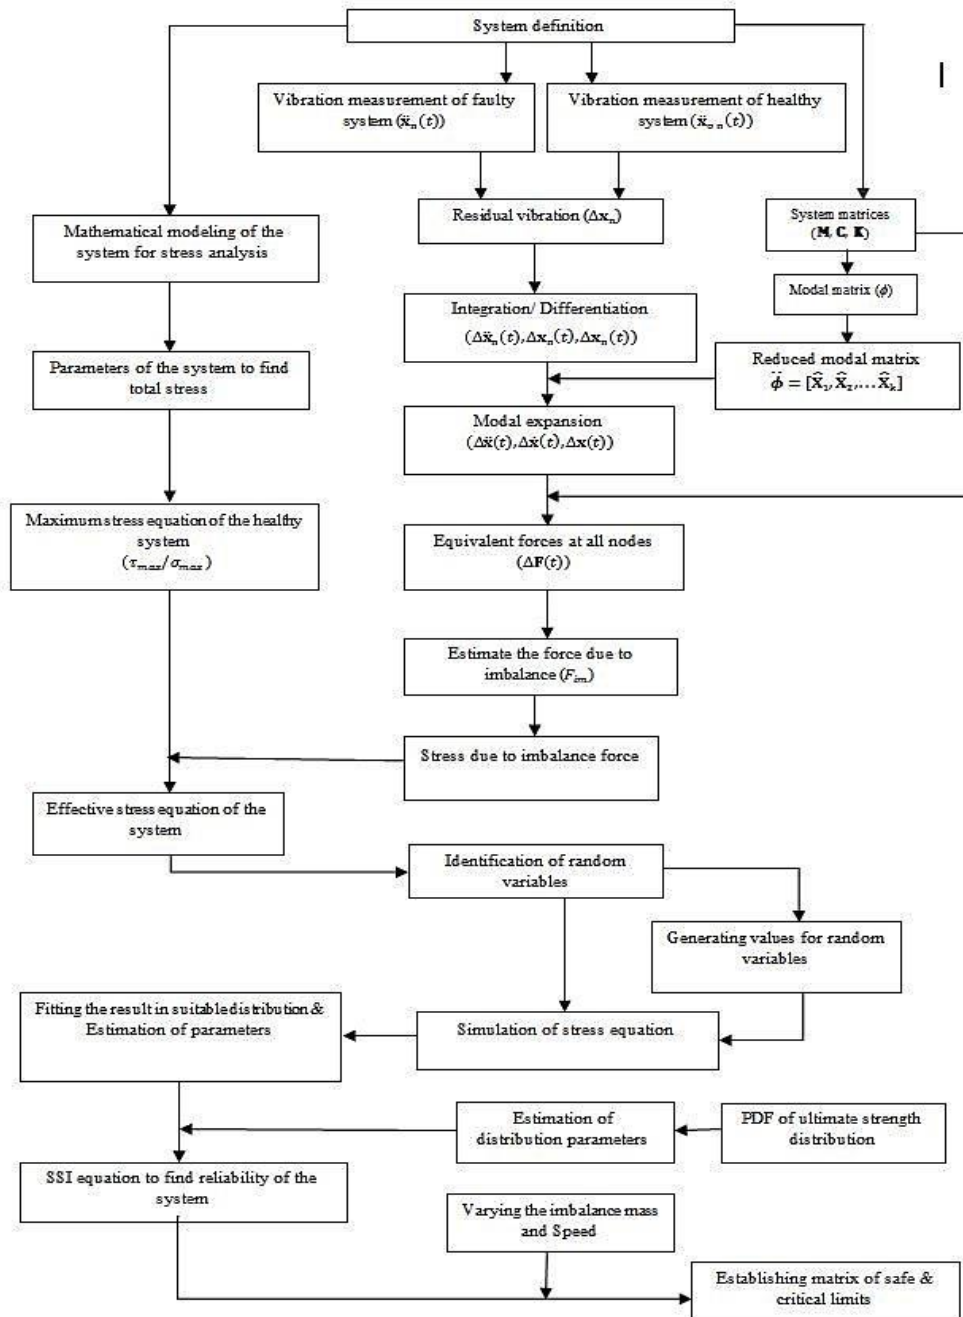 System definition
Vibration measurement of faulty
system (ẍₙ(t))
Vibration measurement of healthy
system (ẍₒ,ₙ(t))
Residual vibration (Δxₙ)
System matrices
(M, C, K)
Mathematical modeling of the
system for stress analysis
Modal matrix (ϕ)
Integration/ Differentiation
(Δẍₙ(t),Δxₙ(t),Δxₙ(t))
Reduced modal matrix
ϕ̈ = [X̂₁,X̂₂,…X̂ₖ]
Parameters of the system to find
total stress
Modal expansion
(Δẍ(t),Δẋ(t),Δx(t))
Maximum stress equation of the healthy
system
(τₘₐₓ/σₘₐₓ)
Equivalent forces at all nodes
(ΔF(t))
Estimate the force due to
imbalance (Fᵢₘ)
Stress due to imbalance force
Effective stress equation of the
system
Identification of random
variables
Generating values for random
variables
Fitting the result in suitable distribution &
Estimation of parameters
Simulation of stress equation
Estimation of
distribution parameters
PDF of ultimate strength
distribution
SSI equation to find reliability of the
system
Varying the imbalance mass
and Speed
Establishing matrix of safe &
critical limits